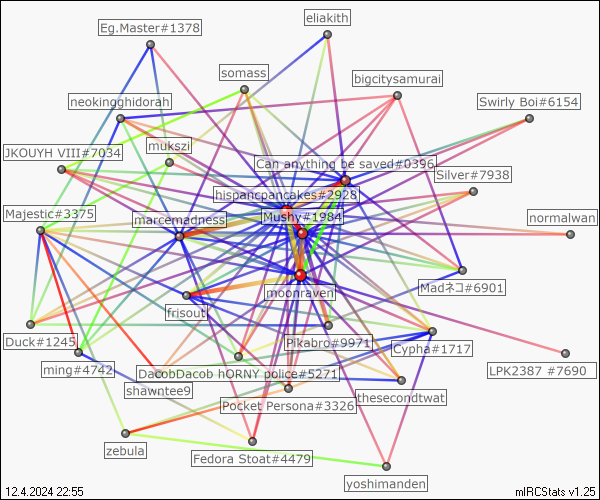 eliakith
Eg.Master#1378
somass
bigcitysamurai
neokingghidorah
Swirly Boi#6154
mukszi
JKOUYH VIII#7034
Can anything be saved#0396
Silver#7938
hispancpancakes#2928
Majestic#3375
marcemadness
Mushy#1984
normalwan
moonraven
Madネコ#6901
frisout
Duck#1245
Pikabro#9971
Cypha#1717
ming#4742
DacobDacob hORNY police#5271
LPK2387 #7690
shawntee9
thesecondtwat
Pocket Persona#3326
zebula
Fedora Stoat#4479
yoshimanden
12.4.2024 22:55
mIRCStats v1.25